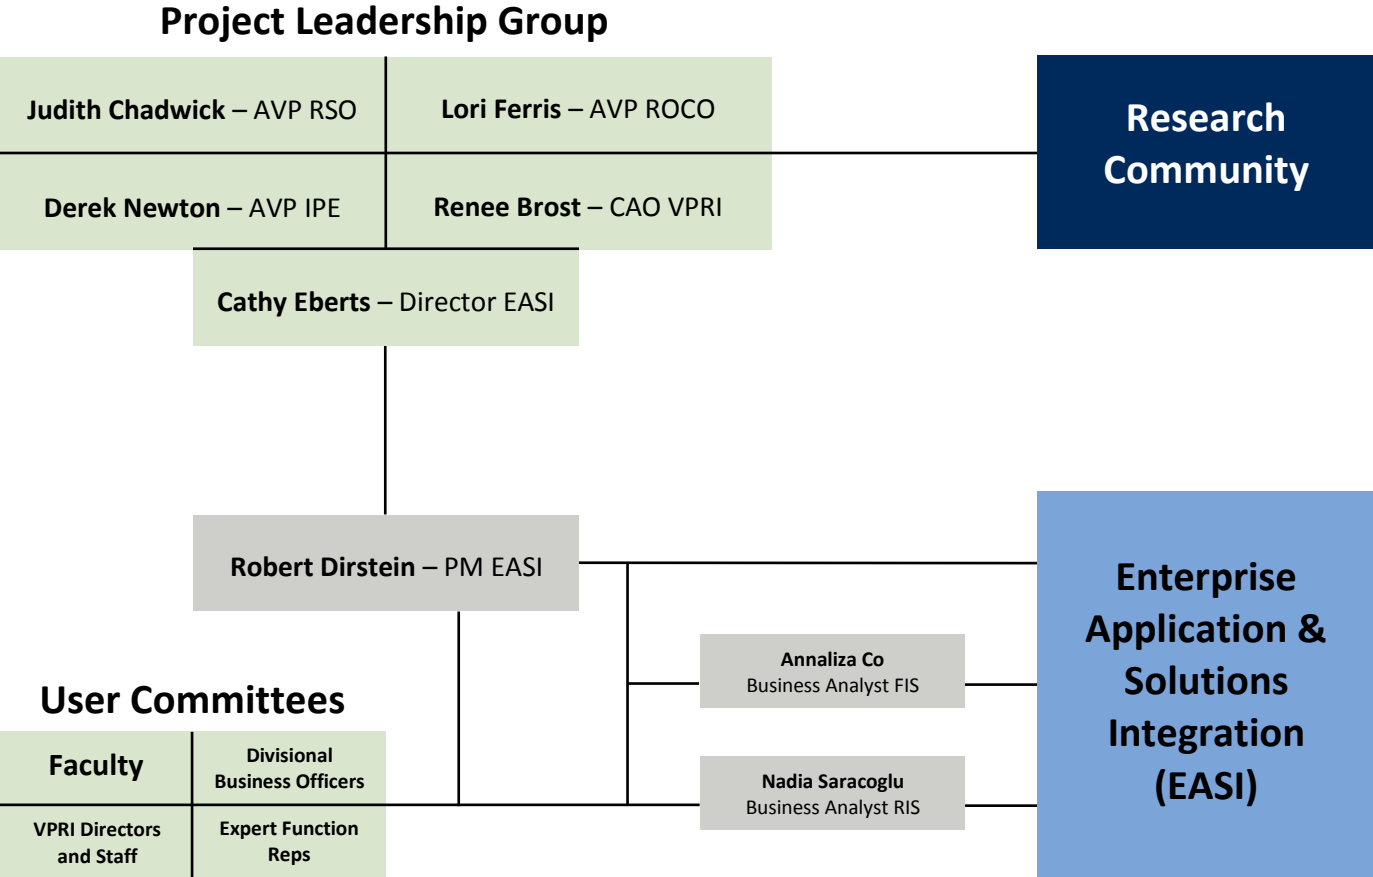 Project Leadership Group
Judith Chadwick – AVP RSO
Lori Ferris – AVP ROCO
Derek Newton – AVP IPE
Renee Brost – CAO VPRI
Cathy Eberts – Director EASI
Research
Community
Robert Dirstein – PM EASI
Annaliza Co
Business Analyst FIS
Nadia Saracoglu
Business Analyst RIS
Enterprise
Application &
Solutions
Integration
(EASI)
User Committees
Faculty
Divisional
Business Officers
VPRI Directors
and Staff
Expert Function
Reps